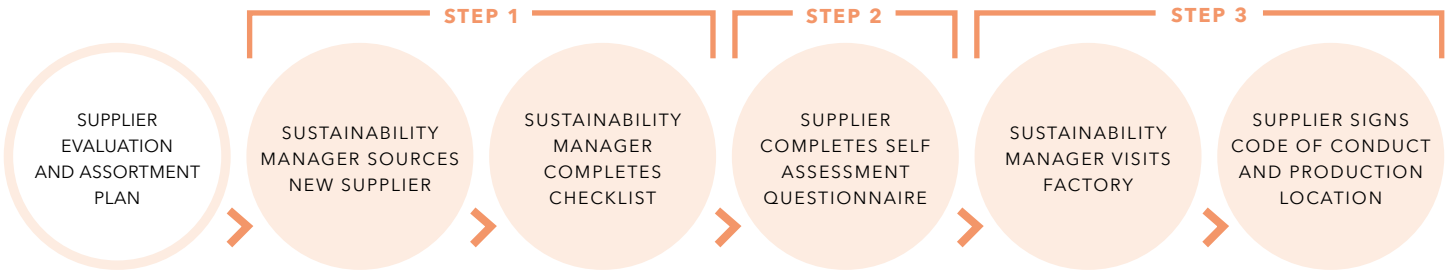 STEP 1
STEP 2
STEP 3
SUPPLIER
EVALUATION
AND ASSORTMENT
PLAN
SUSTAINABILITY
MANAGER SOURCES
NEW SUPPLIER
SUSTAINABILITY
MANAGER
COMPLETES
CHECKLIST
SUPPLIER
COMPLETES SELF
ASSESSMENT
QUESTIONNAIRE
SUSTAINABILITY
MANAGER VISITS
FACTORY
SUPPLIER SIGNS
CODE OF CONDUCT
AND PRODUCTION
LOCATION